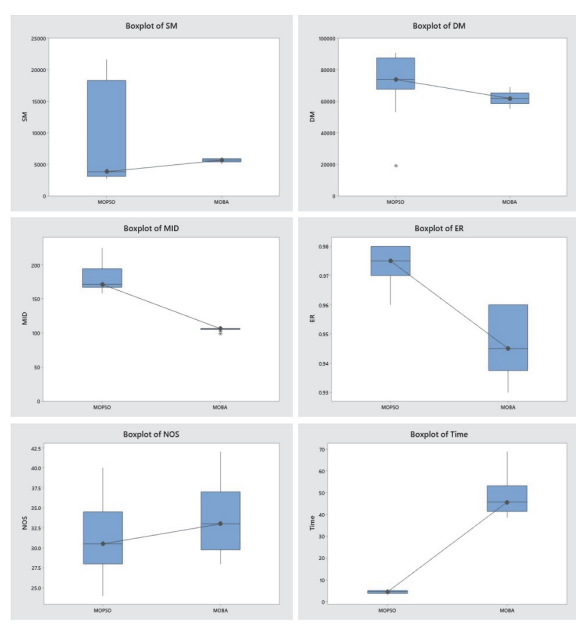 Boxplot of SM
25000
20000
15000
10000
5000
0
SM
MOPSO MOBA
Boxplot of DM
100000
80000
60000
40000
20000
0
DM
MOPSO MOBA
Boxplot of MID
200
150
100
50
0
MID
MOPSO MOBA
Boxplot of ER
0.98
0.97
0.96
0.95
0.94
0.93
ER
MOPSO MOBA
Boxplot of NOS
42.5
40.0
37.5
35.0
32.5
30.0
27.5
25.0
NOS
MOPSO MOBA
Boxplot of Time
70
60
50
40
30
20
10
0
Time
MOPSO MOBA